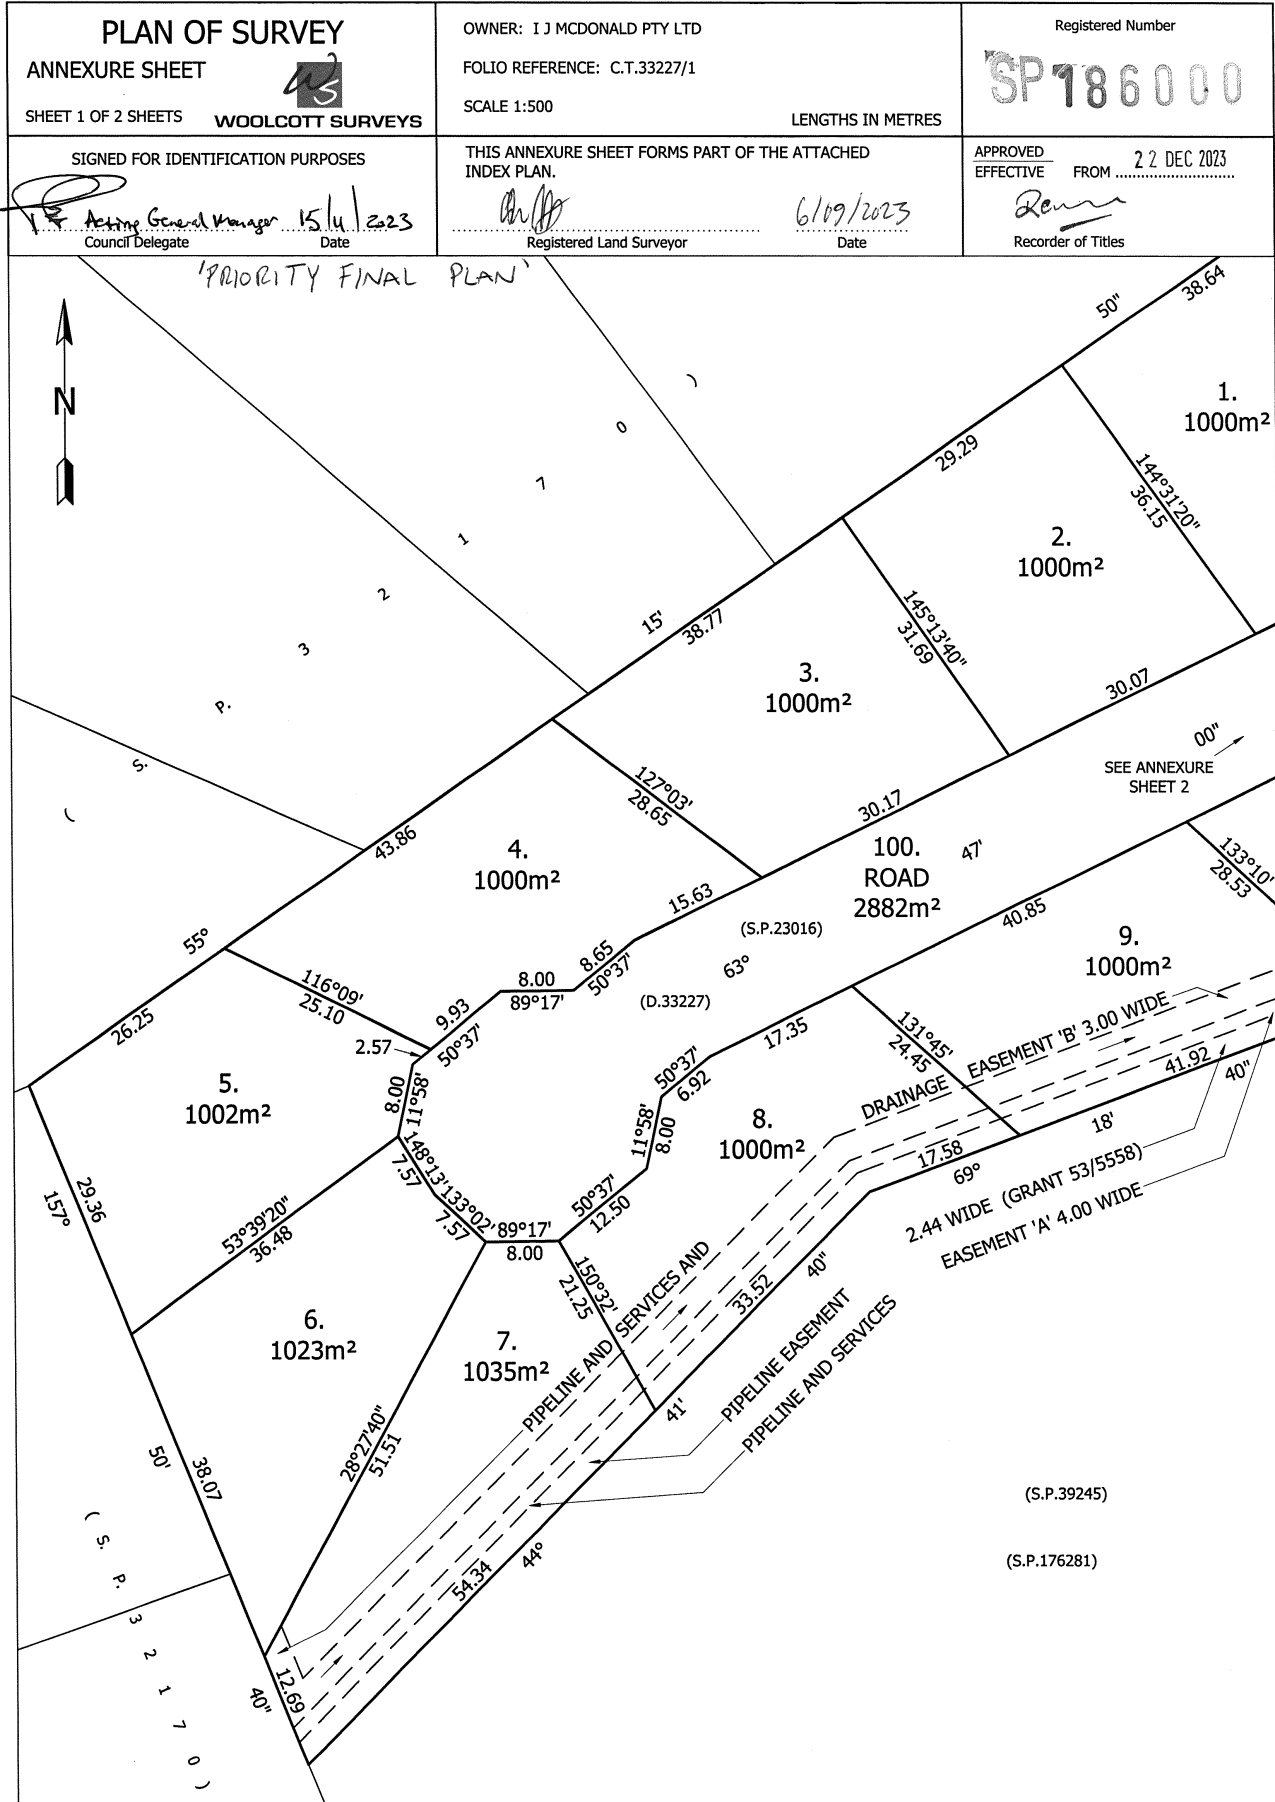 PLAN OF SURVEY
ANNEXURE SHEET
SHEET 1 OF 2 SHEETS
WS
WOOLCOTT SURVEYS
OWNER: I J MCDONALD PTY LTD
FOLIO REFERENCE: C.T.33227/1
SCALE 1:500
LENGTHS IN METRES
Registered Number
SP186000
SIGNED FOR IDENTIFICATION PURPOSES
Acting General Manager 15/11/2023
Council Delegate Date
THIS ANNEXURE SHEET FORMS PART OF THE ATTACHED
INDEX PLAN.
6/09/2023
Registered Land Surveyor Date
APPROVED
EFFECTIVE FROM 22 DEC 2023
Recorder of Titles
'PRIORITY FINAL PLAN'
N
50"
38.64
1.
1000m²
29.29
144°31'20"
36.15
2.
1000m²
15'
38.77
145°13'40"
31.69
3.
1000m²
30.07
(S.P.32170)
00"
SEE ANNEXURE
SHEET 2
127°03'
28.65
30.17
43.86
4.
1000m²
100.
ROAD
2882m²
47'
133°10'
28.53
15.63
40.85
(S.P.23016)
55°
9.
1000m²
8.65
50°37'
63°
116°09'
25.10
8.00
89°17'
(D.33227)
26.25
9.93
50°37'
2.57
17.35
131°45'
24.45
DRAINAGE EASEMENT 'B' 3.00 WIDE
5.
1002m²
8.00
11°58'
50°37'
6.92
41.92
40"
8.
1000m²
11°58'
8.00
18'
148°13'
7.57
17.58
69°
29.36
157°
133°02'
7.57
50°37'
12.50
2.44 WIDE (GRANT 53/5558)
EASEMENT 'A' 4.00 WIDE
53°39'20"
36.48
89°17'
8.00
150°32'
21.25
PIPELINE AND SERVICES AND
33.52
40"
6.
1023m²
7.
1035m²
PIPELINE EASEMENT
PIPELINE AND SERVICES
41'
28°27'40"
51.51
50'
38.07
(S.P.39245)
(S.P.176281)
44°
54.34
(S.P.32170)
12.69
40"